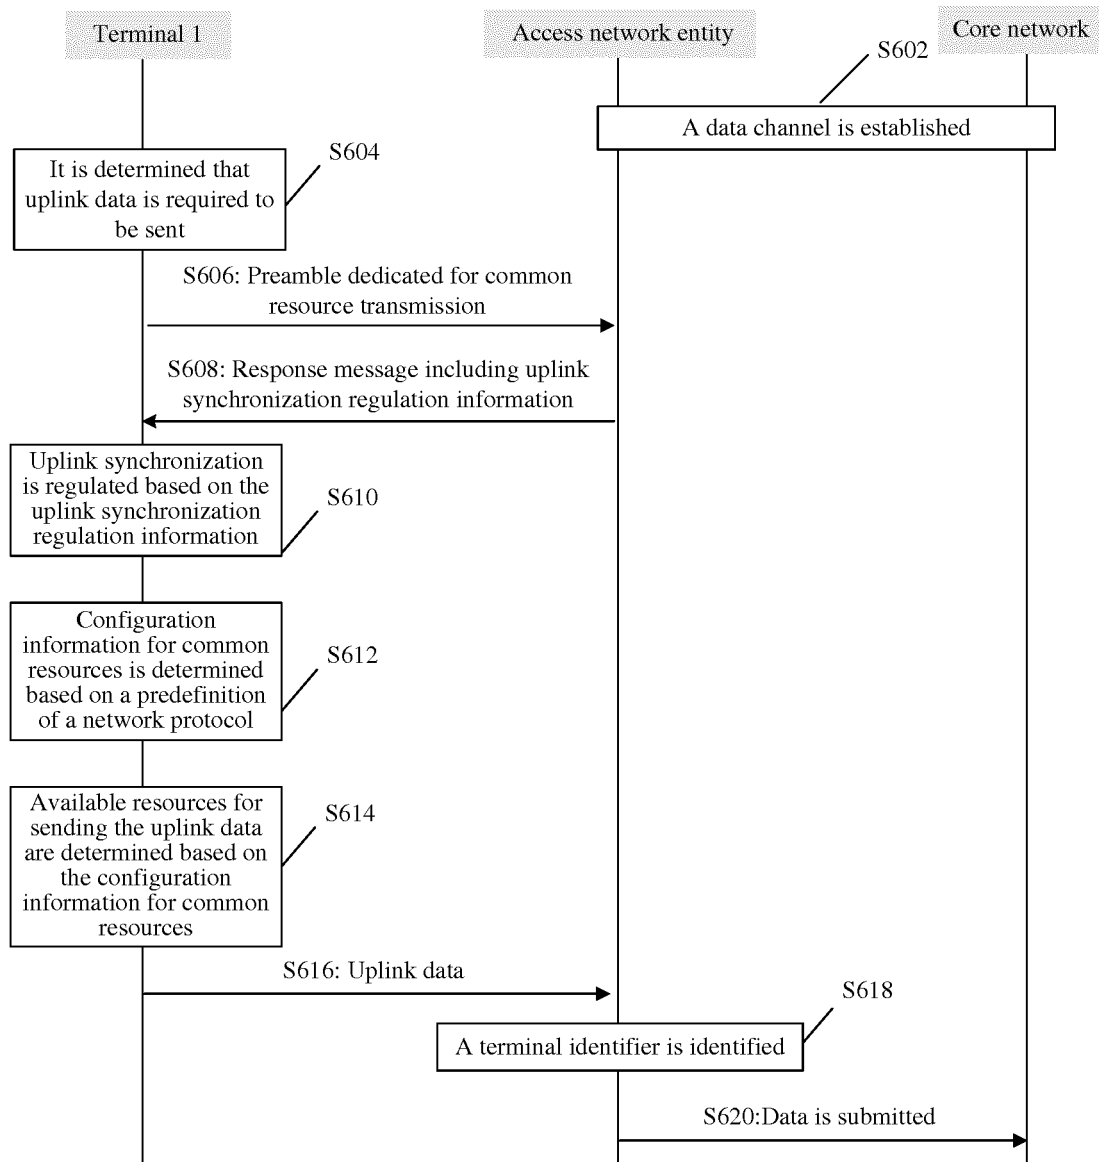 Terminal 1
Access network entity
Core network
S602
A data channel is established
S604
It is determined that
uplink data is required to
be sent
S606: Preamble dedicated for common
resource transmission
S608: Response message including uplink
synchronization regulation information
Uplink synchronization
is regulated based on the
uplink synchronization
regulation information
S610
Configuration
information for common
resources is determined
based on a predefinition
of a network protocol
S612
Available resources for
sending the uplink data
are determined based on
the configuration
information for common
resources
S614
S616: Uplink data
S618
A terminal identifier is identified
S620:Data is submitted